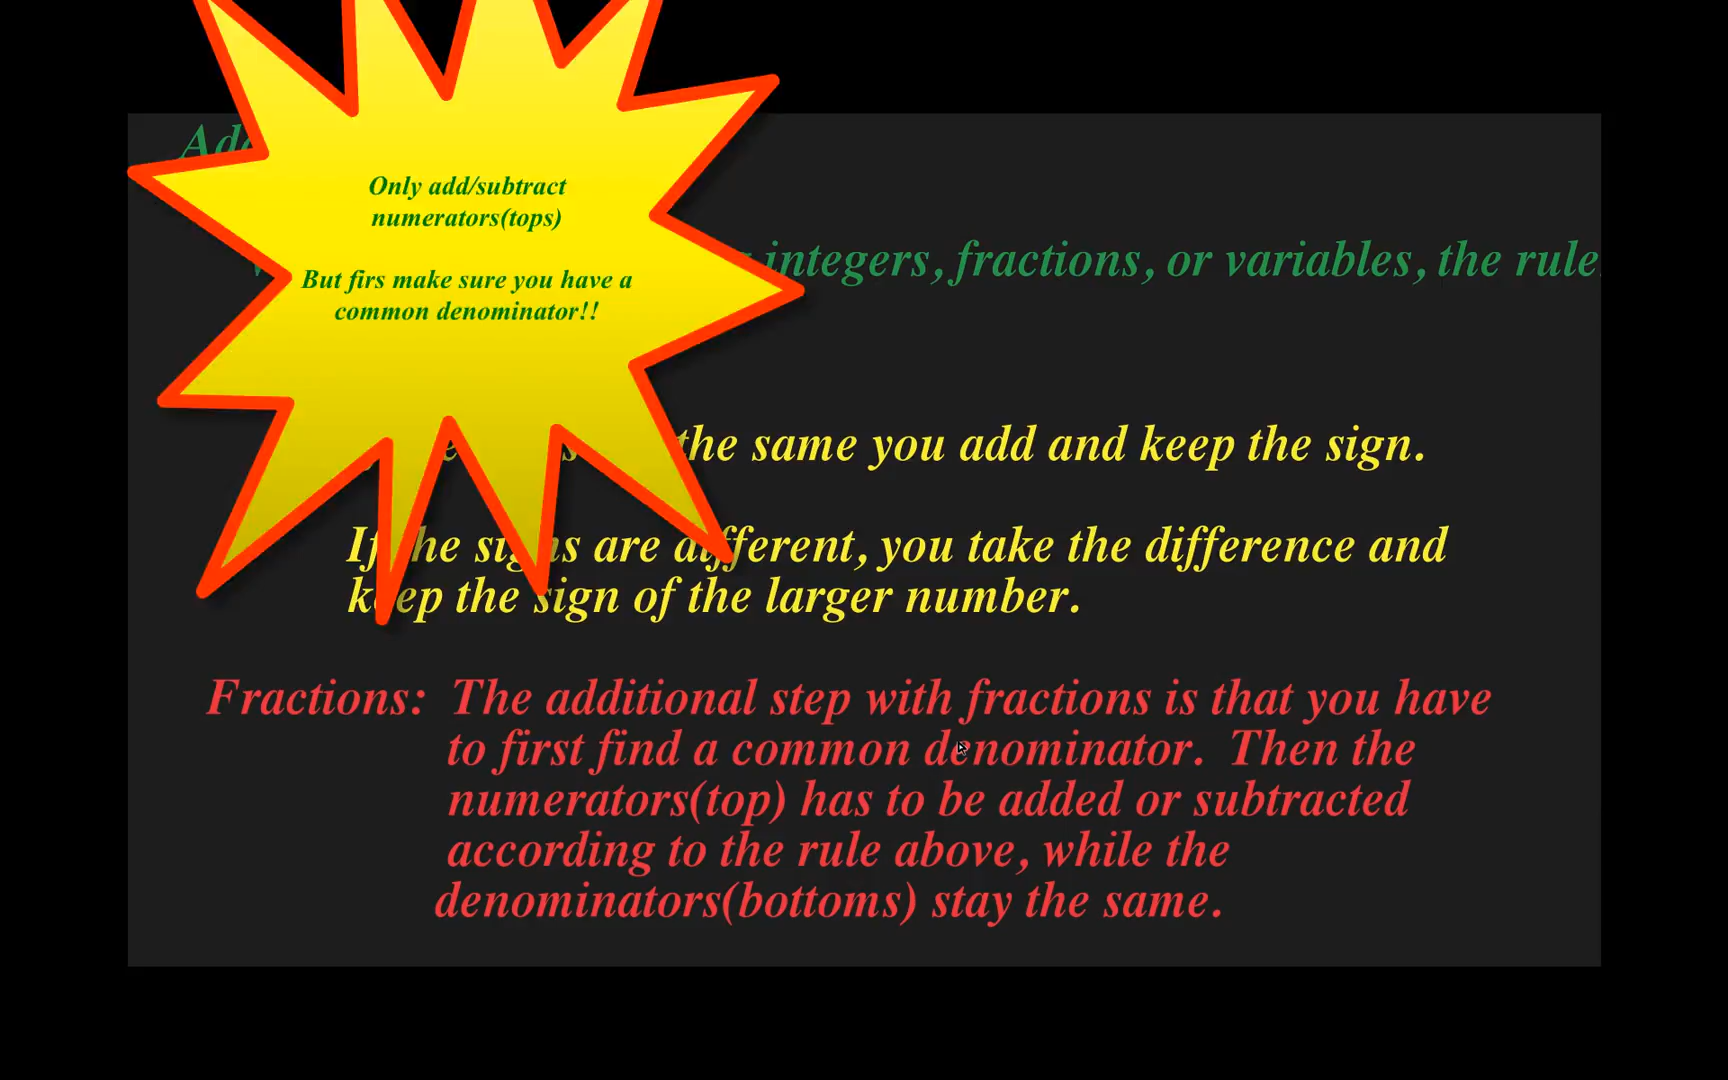 Only add/subtract
numerators(tops)
But firs make sure you have a
common denominator!!
integers, fractions, or variables, the rule
the same you add and keep the sign.
If the signs are different, you take the difference and
keep the sign of the larger number.
Fractions: The additional step with fractions is that you have
to first find a common denominator. Then the
numerators(top) has to be added or subtracted
according to the rule above, while the
denominators(bottoms) stay the same.